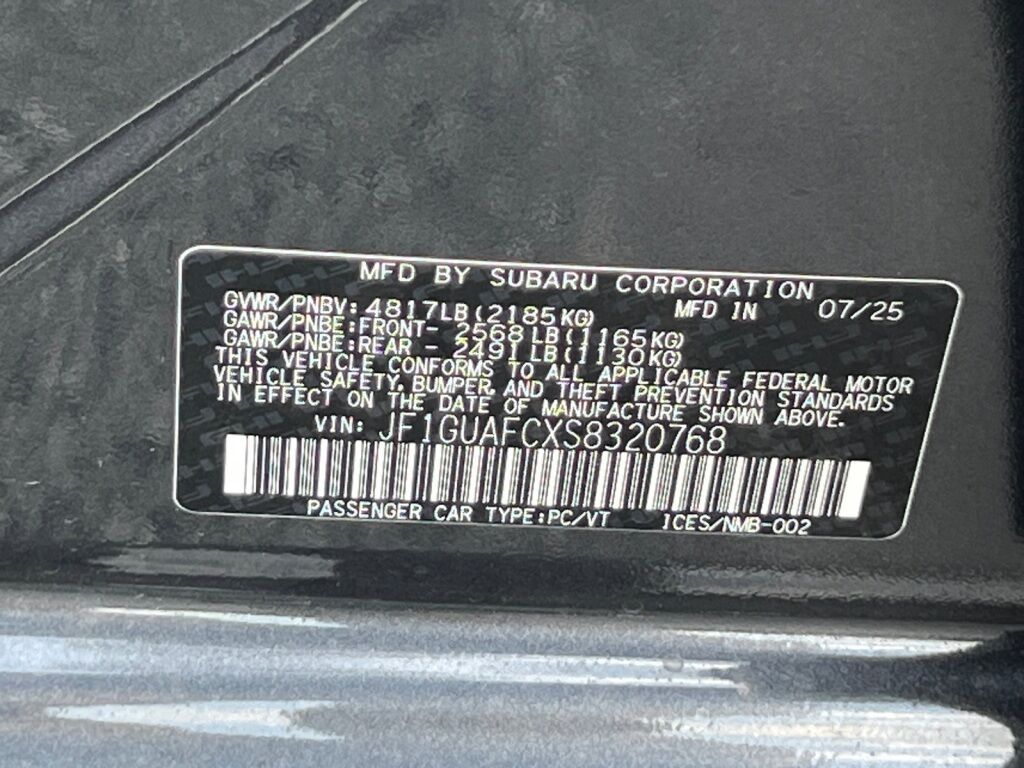 MFD BY SUBARU CORPORATION
GVWR/PNBV: 4817LB (2185KG) MFD IN 07/25
GAWR/PNBE:FRONT- 2568LB (1165KG)
GAWR/PNBE:REAR - 2491LB (1130KG)
THIS VEHICLE CONFORMS TO ALL APPLICABLE FEDERAL MOTOR
VEHICLE SAFETY, BUMPER, AND THEFT PREVENTION STANDARDS
IN EFFECT ON THE DATE OF MANUFACTURE SHOWN ABOVE.
VIN: JF1GUAFCXS8320768
PASSENGER CAR TYPE:PC/VT ICES/NMB-002